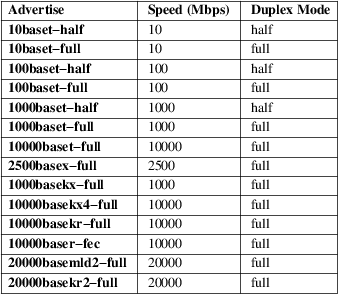 Advertise Speed (Mbps) Duplex Mode
10baset-half 10 half
10baset-full 10 full
100baset-half 100 half
100baset-full 100 full
1000baset-half 1000 half
1000baset-full 1000 full
10000baset-full 10000 full
2500basex-full 2500 full
1000basekx-full 1000 full
10000basekx4-full 10000 full
10000basekr-full 10000 full
10000baser-fec 10000 full
20000basemld2-full 20000 full
20000basekr2-full 20000 full